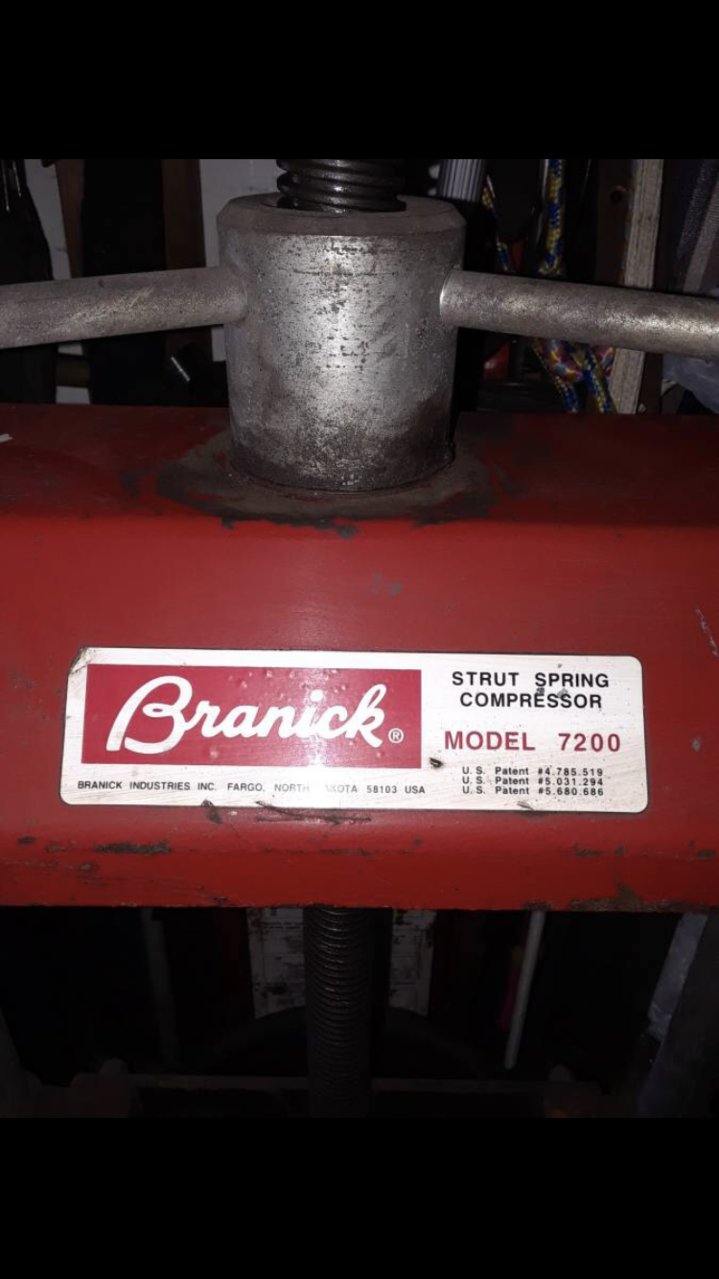 Branick®
STRUT SPRING
COMPRESSOR
MODEL 7200
U.S. Patent #4.785.519
U.S. Patent #5.031.294
U.S. Patent #5.680.686
BRANICK INDUSTRIES INC. FARGO, NORTH KOTA 58103 USA